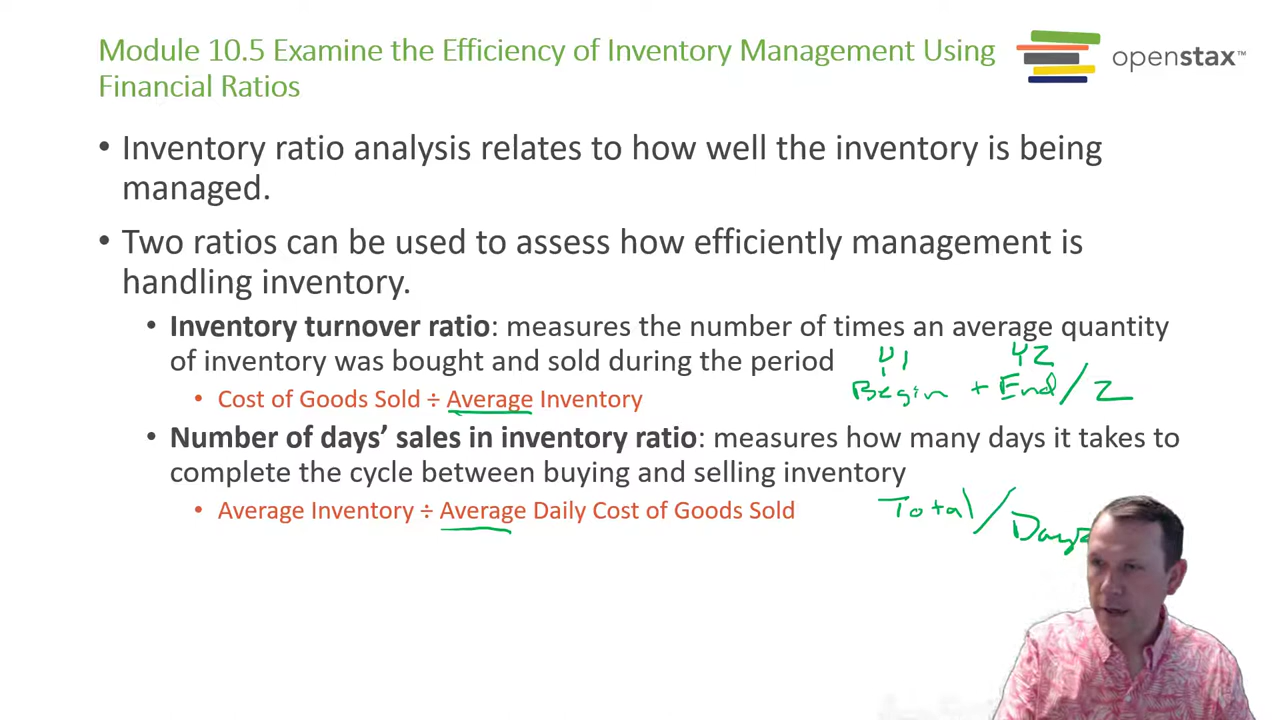 Module 10.5 Examine the Efficiency of Inventory Management Using
Financial Ratios
openstax™
• Inventory ratio analysis relates to how well the inventory is being
managed.
• Two ratios can be used to assess how efficiently management is
handling inventory.
• Inventory turnover ratio: measures the number of times an average quantity
of inventory was bought and sold during the period
Y1 Y2
• Cost of Goods Sold ÷ Average Inventory
Begin + End / 2
• Number of days' sales in inventory ratio: measures how many days it takes to
complete the cycle between buying and selling inventory
• Average Inventory ÷ Average Daily Cost of Goods Sold
Total / Days